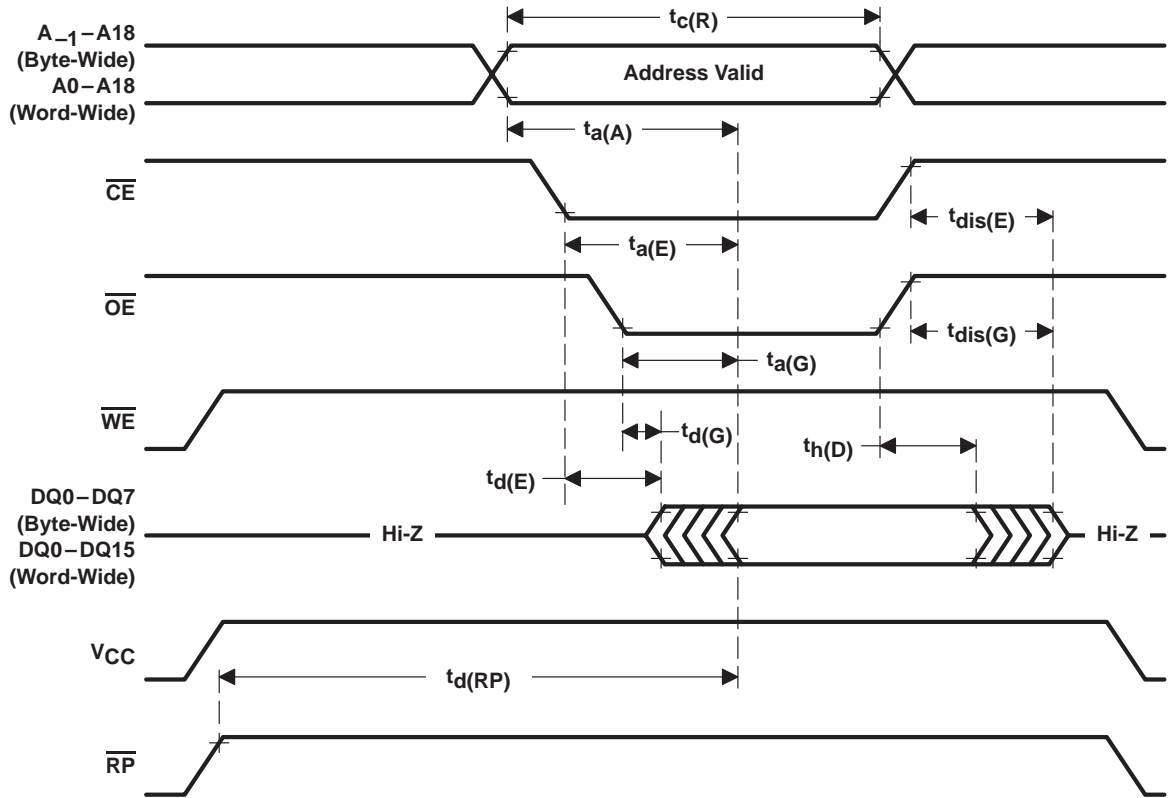 tc(R)
A–1–A18
(Byte-Wide)
A0–A18
(Word-Wide)
Address Valid
ta(A)
CE
tdis(E)
ta(E)
OE
tdis(G)
ta(G)
WE
td(G)
th(D)
td(E)
DQ0–DQ7
(Byte-Wide)
DQ0–DQ15
(Word-Wide)
Hi-Z
Hi-Z
VCC
td(RP)
RP